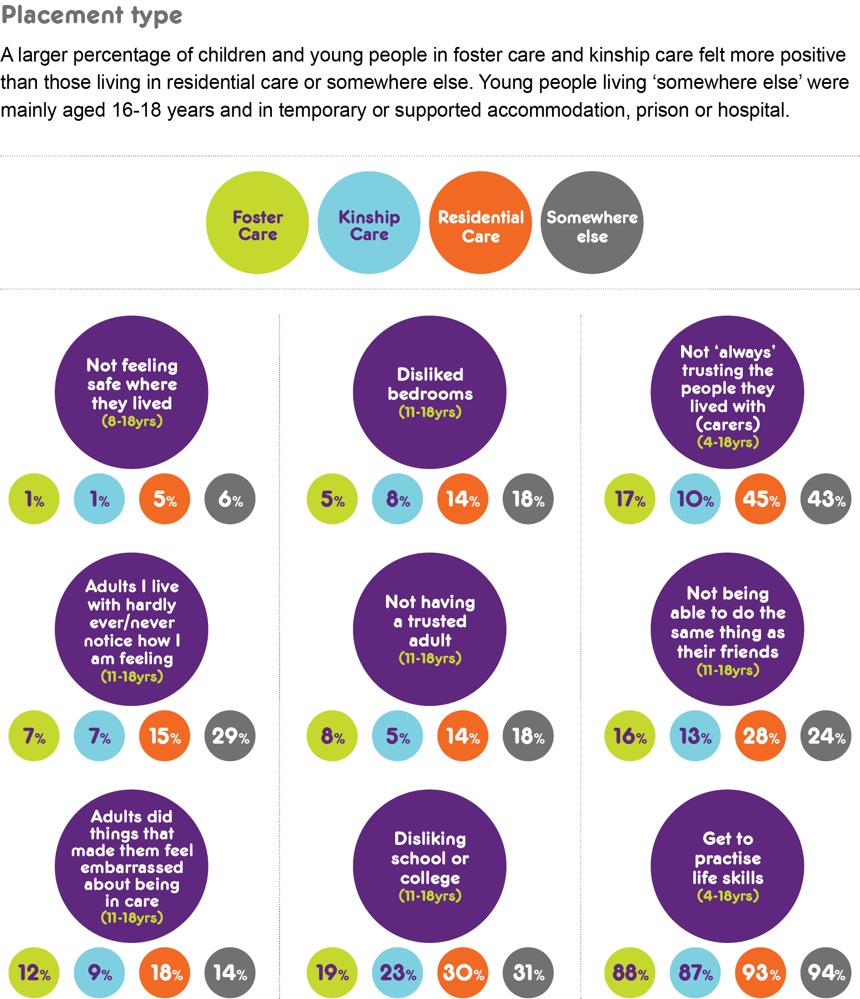 Placement type
A larger percentage of children and young people in foster care and kinship care felt more positive
than those living in residential care or somewhere else. Young people living ‘somewhere else’ were
mainly aged 16-18 years and in temporary or supported accommodation, prison or hospital.
Foster
Care
Kinship
Care
Residential
Care
Somewhere
else
Not feeling
safe where
they lived
(8-18yrs)
1%
1%
5%
6%
Disliked
bedrooms
(11-18yrs)
5%
8%
14%
18%
Not ‘always’
trusting the
people they
lived with
(carers)
(4-18yrs)
17%
10%
45%
43%
Adults I live
with hardly
ever/never
notice how I
am feeling
(11-18yrs)
7%
7%
15%
29%
Not having
a trusted
adult
(11-18yrs)
8%
5%
14%
18%
Not being
able to do the
same thing as
their friends
(11-18yrs)
16%
13%
28%
24%
Adults did
things that
made them feel
embarrassed
about being
in care
(11-18yrs)
12%
9%
18%
14%
Disliking
school or
college
(11-18yrs)
19%
23%
30%
31%
Get to
practise
life skills
(4-18yrs)
88%
87%
93%
94%